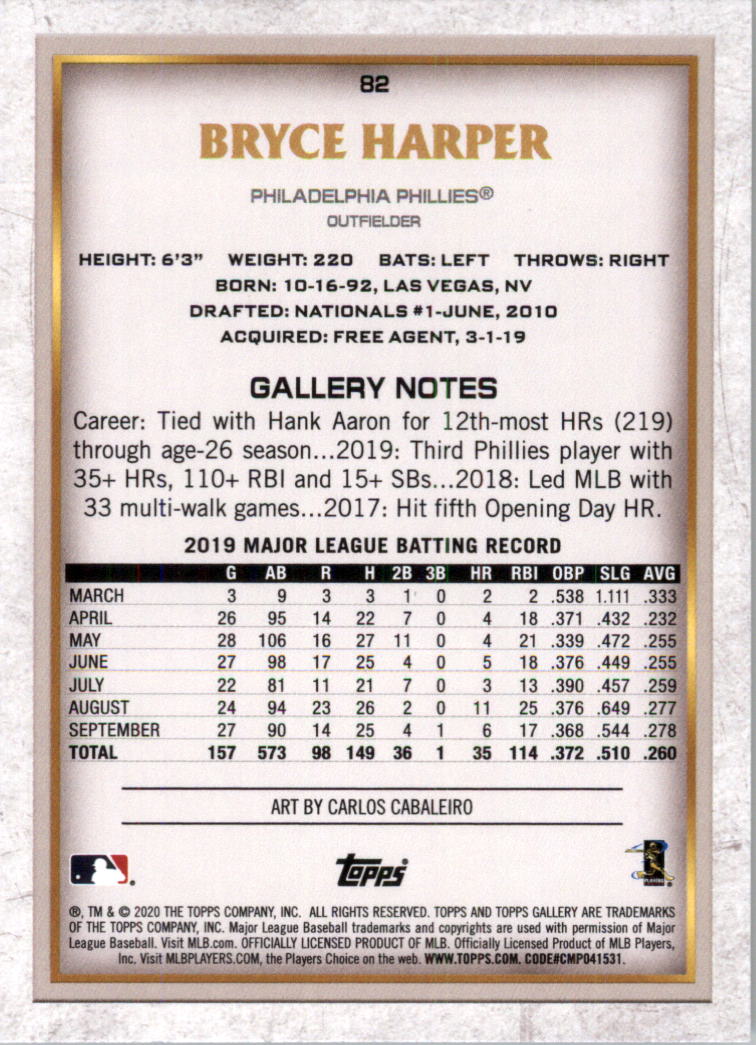 82
BRYCE HARPER
PHILADELPHIA PHILLIES®
OUTFIELDER
HEIGHT: 6'3" WEIGHT: 220 BATS: LEFT THROWS: RIGHT
BORN: 10-16-92, LAS VEGAS, NV
DRAFTED: NATIONALS #1-JUNE, 2010
ACQUIRED: FREE AGENT, 3-1-19
GALLERY NOTES
Career: Tied with Hank Aaron for 12th-most HRs (219)
through age-26 season...2019: Third Phillies player with
35+ HRs, 110+ RBI and 15+ SBs...2018: Led MLB with
33 multi-walk games...2017: Hit fifth Opening Day HR.
2019 MAJOR LEAGUE BATTING RECORD
G AB R H 2B 3B HR RBI OBP SLG AVG
MARCH 3 9 3 3 1 0 2 2 .538 1.111 .333
APRIL 26 95 14 22 7 0 4 18 .371 .432 .232
MAY 28 106 16 27 11 0 4 21 .339 .472 .255
JUNE 27 98 17 25 4 0 5 18 .376 .449 .255
JULY 22 81 11 21 7 0 3 13 .390 .457 .259
AUGUST 24 94 23 26 2 0 11 25 .376 .649 .277
SEPTEMBER 27 90 14 25 4 1 6 17 .368 .544 .278
TOTAL 157 573 98 149 36 1 35 114 .372 .510 .260
ART BY CARLOS CABALEIRO
topps
®, TM & © 2020 THE TOPPS COMPANY, INC. ALL RIGHTS RESERVED. TOPPS AND TOPPS GALLERY ARE TRADEMARKS
OF THE TOPPS COMPANY, INC. Major League Baseball trademarks and copyrights are used with permission of Major
League Baseball. Visit MLB.com. OFFICIALLY LICENSED PRODUCT OF MLB. Officially Licensed Product of MLB Players,
Inc. Visit MLBPLAYERS.COM, the Players Choice on the web. WWW.TOPPS.COM. CODE#CMP041531.